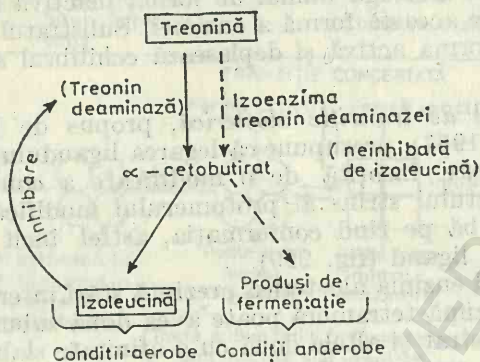 Treonină
(Treonin
deaminază)
Izoenzima
treonin deaminazei
(neinhibată
de izoleucină)
inhibare
∝-cetobutirat
Izoleucină
Produși de
fermentație
Condiții aerobe
Condiții anaerobe